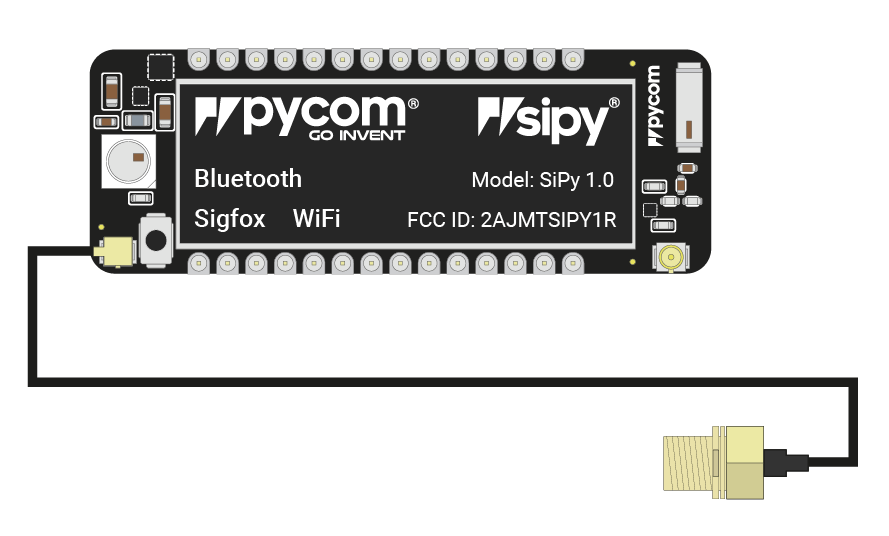 pycom®
GO INVENT
sipy®
Bluetooth
Model: SiPy 1.0
Sigfox WiFi
FCC ID: 2AJMTSIPY1R
pycom